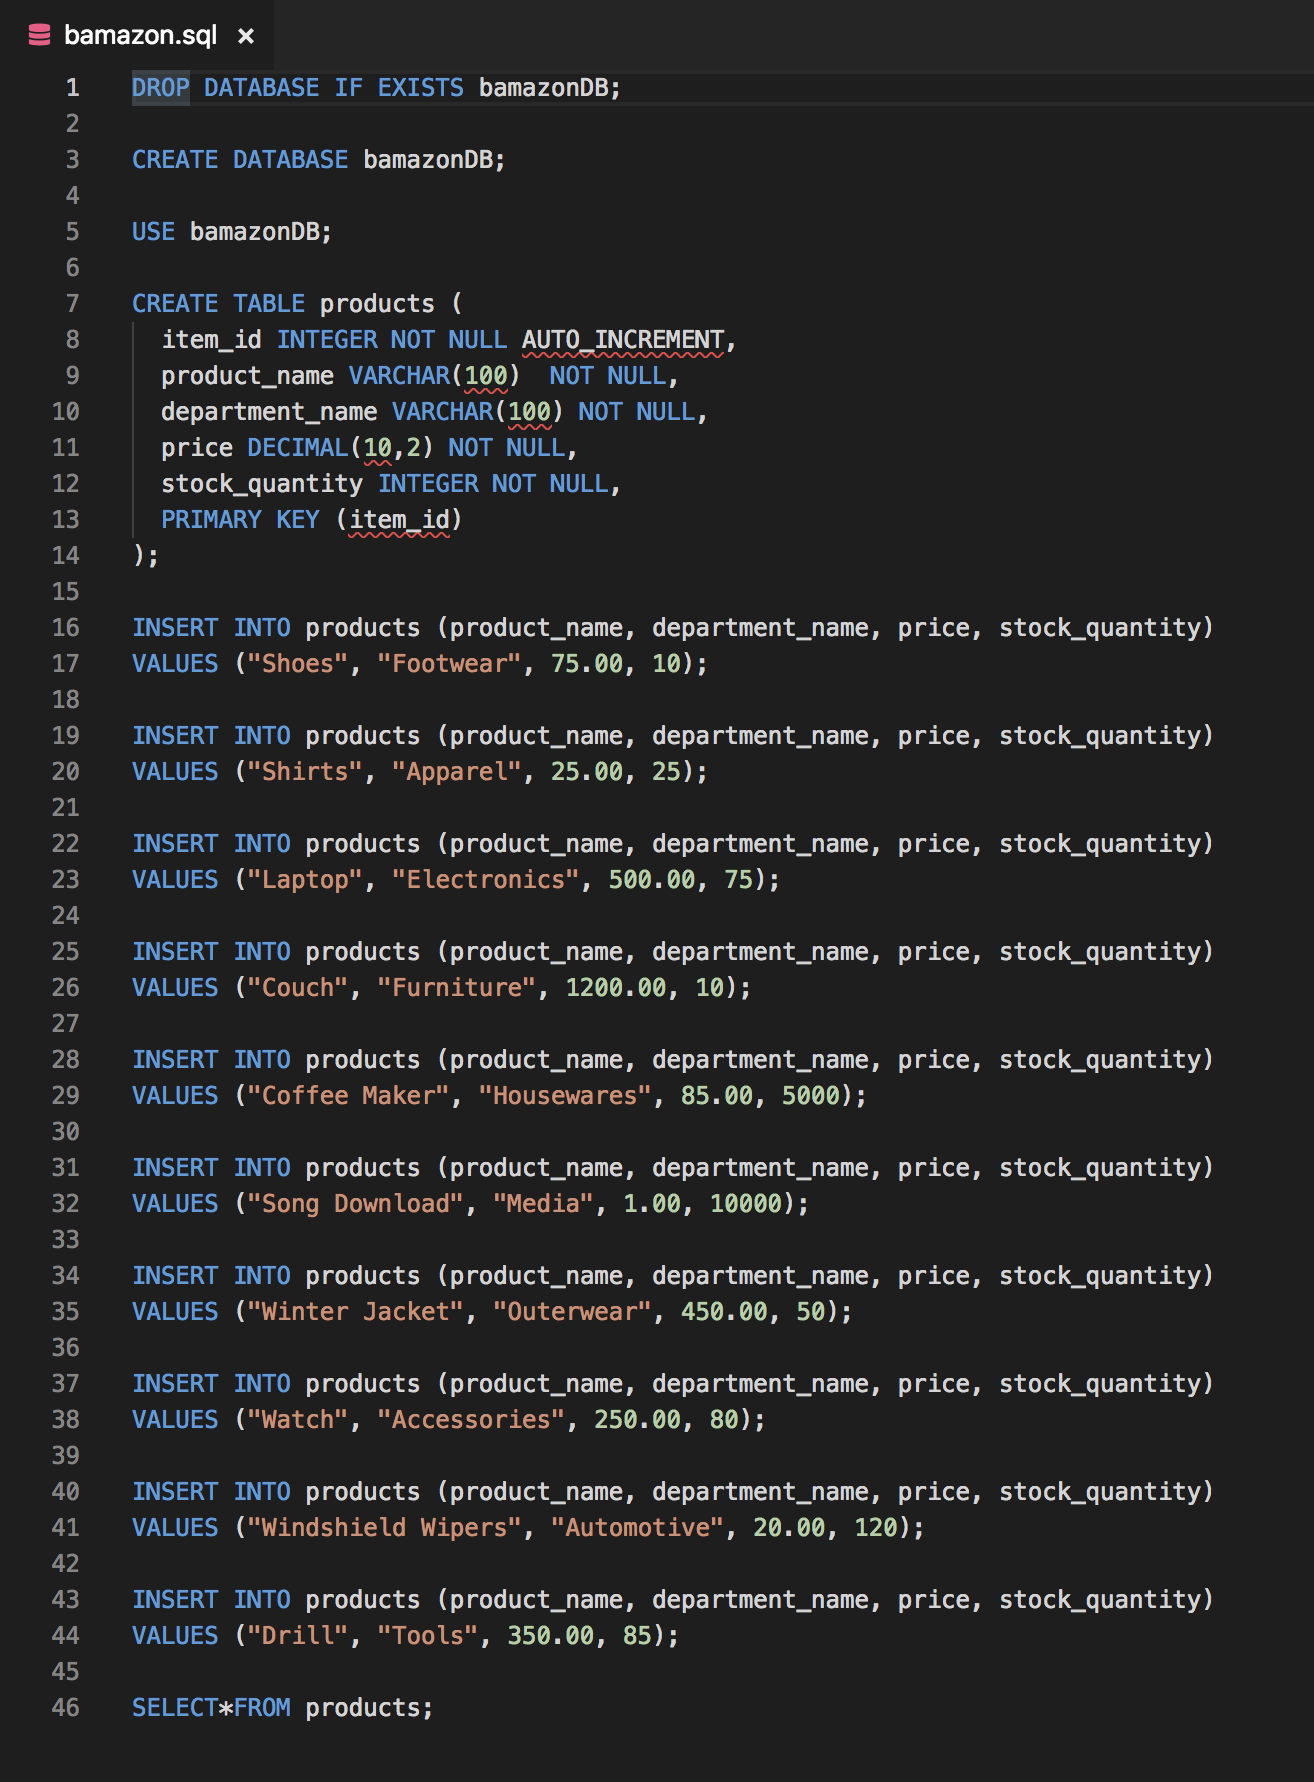 bamazon.sql ×
1 DROP DATABASE IF EXISTS bamazonDB;
2
3 CREATE DATABASE bamazonDB;
4
5 USE bamazonDB;
6
7 CREATE TABLE products (
8   item_id INTEGER NOT NULL AUTO_INCREMENT,
9   product_name VARCHAR(100)  NOT NULL,
10   department_name VARCHAR(100) NOT NULL,
11   price DECIMAL(10,2) NOT NULL,
12   stock_quantity INTEGER NOT NULL,
13   PRIMARY KEY (item_id)
14 );
15
16 INSERT INTO products (product_name, department_name, price, stock_quantity)
17 VALUES ("Shoes", "Footwear", 75.00, 10);
18
19 INSERT INTO products (product_name, department_name, price, stock_quantity)
20 VALUES ("Shirts", "Apparel", 25.00, 25);
21
22 INSERT INTO products (product_name, department_name, price, stock_quantity)
23 VALUES ("Laptop", "Electronics", 500.00, 75);
24
25 INSERT INTO products (product_name, department_name, price, stock_quantity)
26 VALUES ("Couch", "Furniture", 1200.00, 10);
27
28 INSERT INTO products (product_name, department_name, price, stock_quantity)
29 VALUES ("Coffee Maker", "Housewares", 85.00, 5000);
30
31 INSERT INTO products (product_name, department_name, price, stock_quantity)
32 VALUES ("Song Download", "Media", 1.00, 10000);
33
34 INSERT INTO products (product_name, department_name, price, stock_quantity)
35 VALUES ("Winter Jacket", "Outerwear", 450.00, 50);
36
37 INSERT INTO products (product_name, department_name, price, stock_quantity)
38 VALUES ("Watch", "Accessories", 250.00, 80);
39
40 INSERT INTO products (product_name, department_name, price, stock_quantity)
41 VALUES ("Windshield Wipers", "Automotive", 20.00, 120);
42
43 INSERT INTO products (product_name, department_name, price, stock_quantity)
44 VALUES ("Drill", "Tools", 350.00, 85);
45
46 SELECT*FROM products;